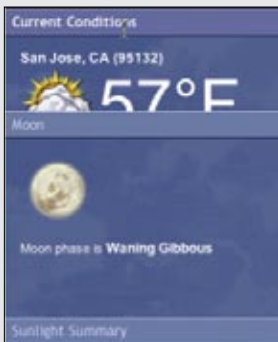 Current Conditions
San Jose, CA (95132)
57°F
Moon
Moon phase is Waning Gibbous
Sunlight Summary